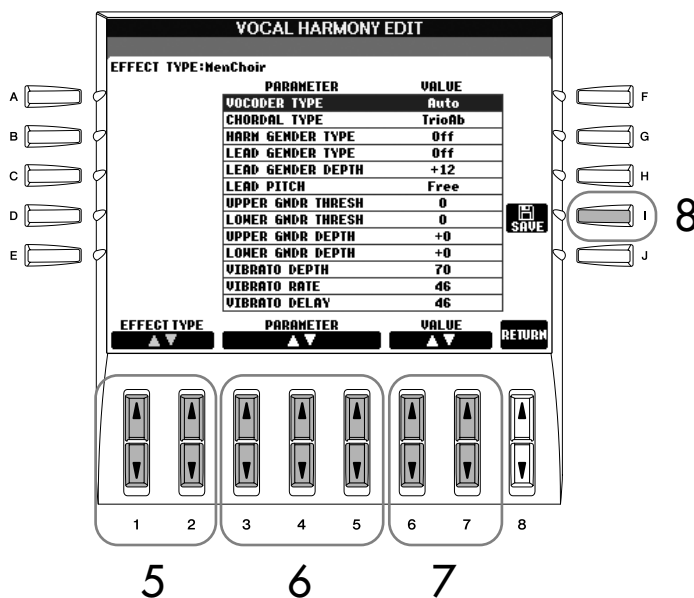 VOCAL HARMONY EDIT
EFFECT TYPE:MenChoir
PARAMETER VALUE
VOCODER TYPE Auto
CHORDAL TYPE TrioAb
HARM GENDER TYPE Off
LEAD GENDER TYPE Off
LEAD GENDER DEPTH +12
LEAD PITCH Free
UPPER GNDR THRESH 0
LOWER GNDR THRESH 0
UPPER GNDR DEPTH +0
LOWER GNDR DEPTH +0
VIBRATO DEPTH 70
VIBRATO RATE 46
VIBRATO DELAY 46
A
B
C
D
E
F
G
H
I
J
8
SAVE
EFFECT TYPE PARAMETER VALUE RETURN
1 2 3 4 5 6 7 8
5 6 7